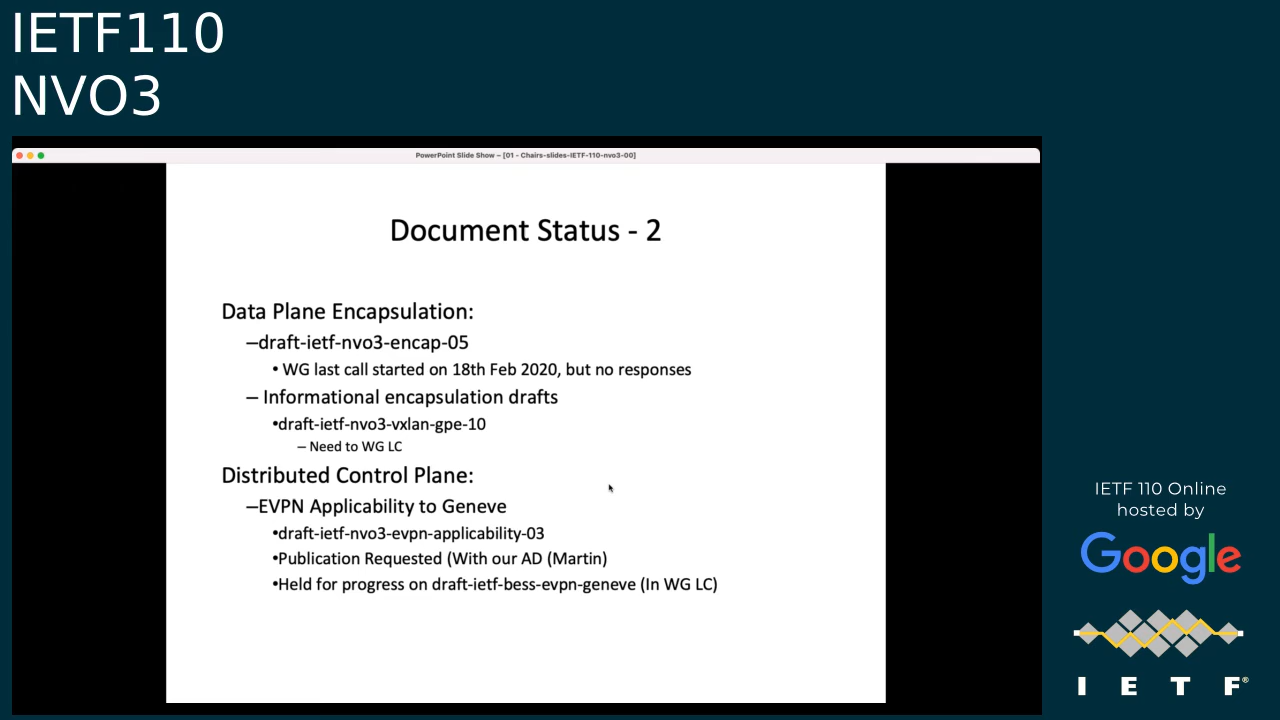 IETF110
NVO3
PowerPoint Slide Show – [01 - Chairs-slides-IETF-110-nvo3-00]
Document Status - 2
Data Plane Encapsulation:
–draft-ietf-nvo3-encap-05
• WG last call started on 18th Feb 2020, but no responses
– Informational encapsulation drafts
•draft-ietf-nvo3-vxlan-gpe-10
– Need to WG LC
Distributed Control Plane:
–EVPN Applicability to Geneve
•draft-ietf-nvo3-evpn-applicability-03
•Publication Requested (With our AD (Martin)
•Held for progress on draft-ietf-bess-evpn-geneve (In WG LC)
IETF 110 Online
hosted by
Google
I E T F®